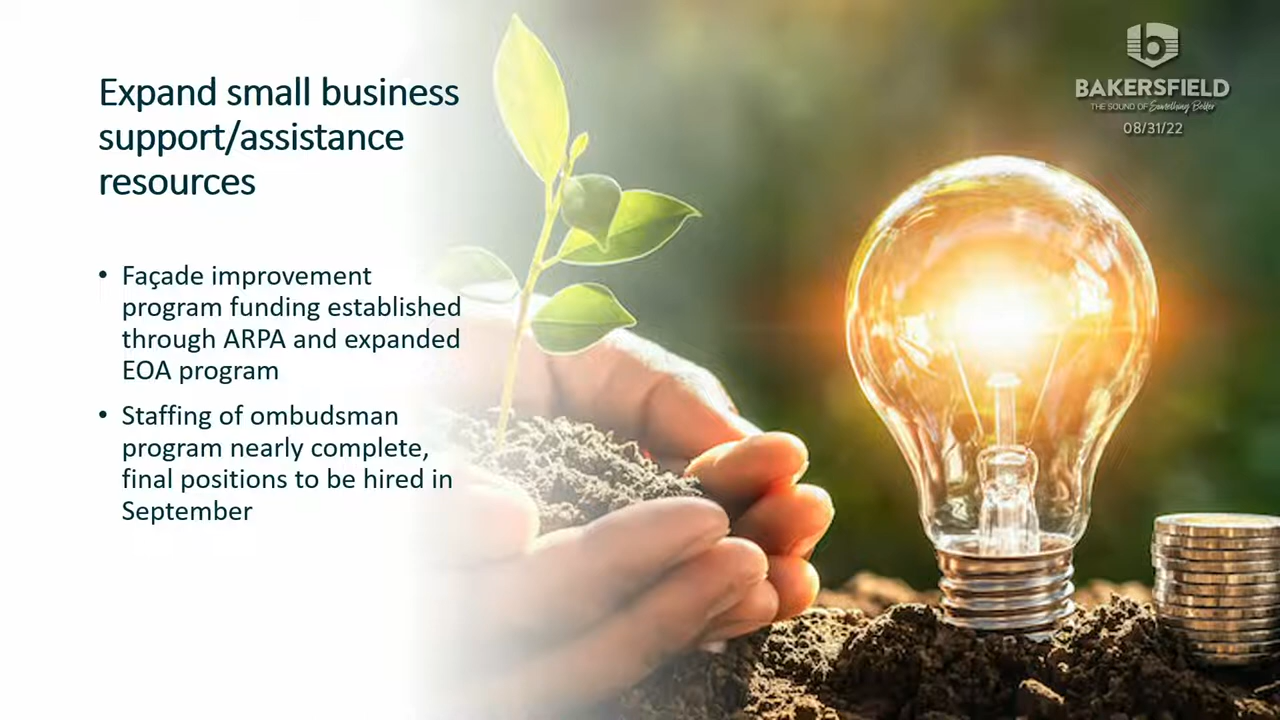 Expand small business
support/assistance
resources
• Façade improvement
program funding established
through ARPA and expanded
EOA program
• Staffing of ombudsman
program nearly complete,
final positions to be hired in
September
b
BAKERSFIELD
THE SOUND OF Something Better
08/31/22